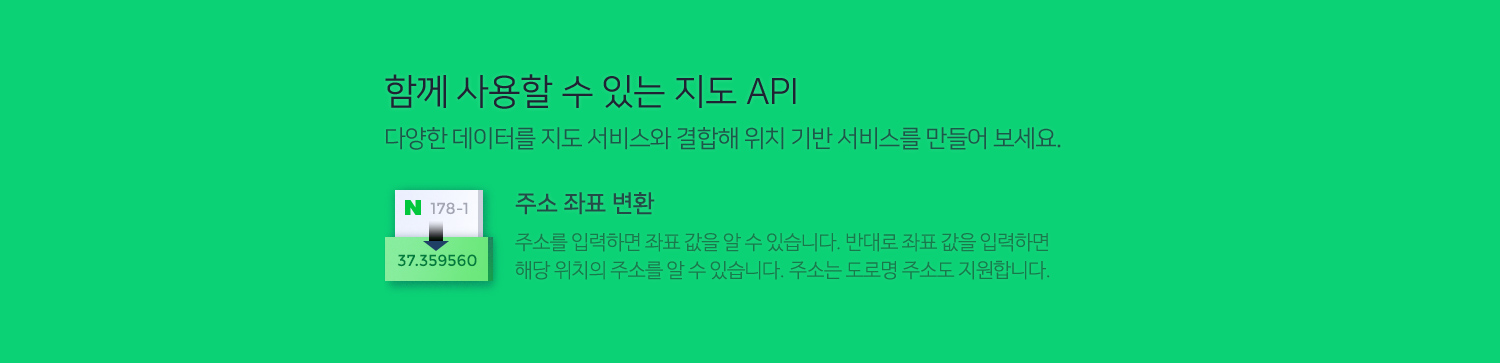 함께 사용할 수 있는 지도 API
다양한 데이터를 지도 서비스와 결합해 위치 기반 서비스를 만들어 보세요.
N 178-1
37.359560
주소 좌표 변환
주소를 입력하면 좌표 값을 알 수 있습니다. 반대로 좌표 값을 입력하면
해당 위치의 주소를 알 수 있습니다. 주소는 도로명 주소도 지원합니다.